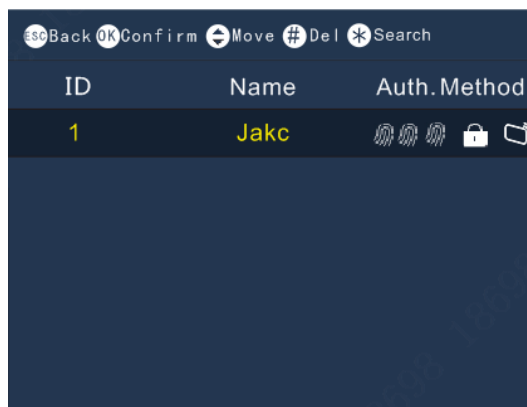 ESC Back OK Confirm Move # Del * Search
ID Name Auth.Method
1 Jakc